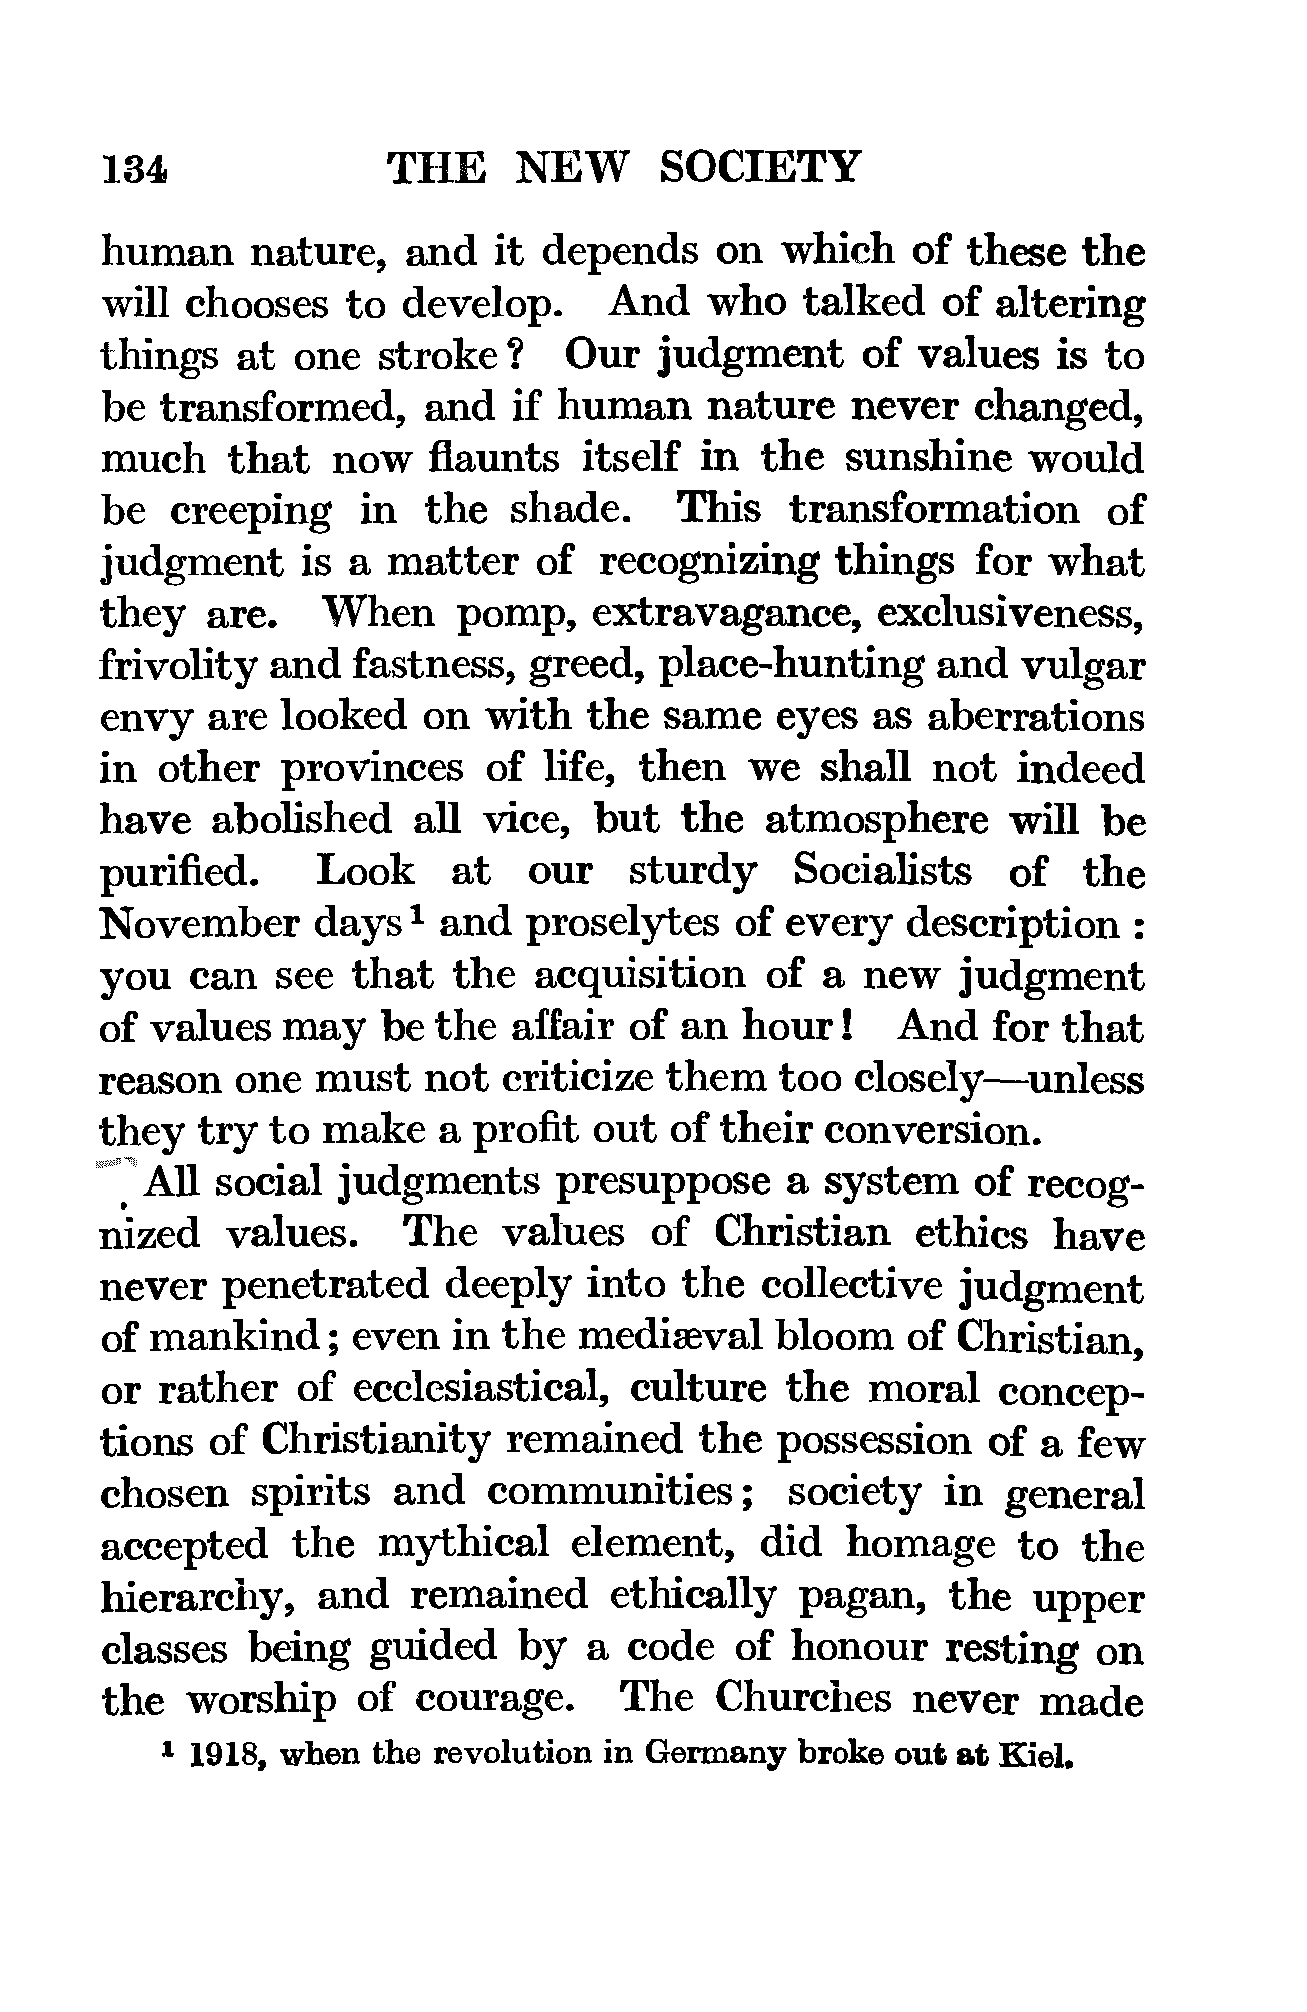 134 THE NEW SOCIETY
human nature, and it depends on which of these the
will chooses to develop. And who talked of altering
things at one stroke? Our judgment of values is to
be transformed, and if human nature never changed,
much that now flaunts itself in the sunshine would
be creeping in the shade. This transformation of
judgment is a matter of recognizing things for what
they are. When pomp, extravagance, exclusiveness,
frivolity and fastness, greed, place-hunting and vulgar
envy are looked on with the same eyes as aberrations
in other provinces of life, then we shall not indeed
have abolished all vice, but the atmosphere will be
purified. Look at our sturdy Socialists of the
November days¹ and proselytes of every description :
you can see that the acquisition of a new judgment
of values may be the affair of an hour! And for that
reason one must not criticize them too closely—unless
they try to make a profit out of their conversion.
All social judgments presuppose a system of recog-
nized values. The values of Christian ethics have
never penetrated deeply into the collective judgment
of mankind; even in the mediæval bloom of Christian,
or rather of ecclesiastical, culture the moral concep-
tions of Christianity remained the possession of a few
chosen spirits and communities; society in general
accepted the mythical element, did homage to the
hierarchy, and remained ethically pagan, the upper
classes being guided by a code of honour resting on
the worship of courage. The Churches never made
¹ 1918, when the revolution in Germany broke out at Kiel.